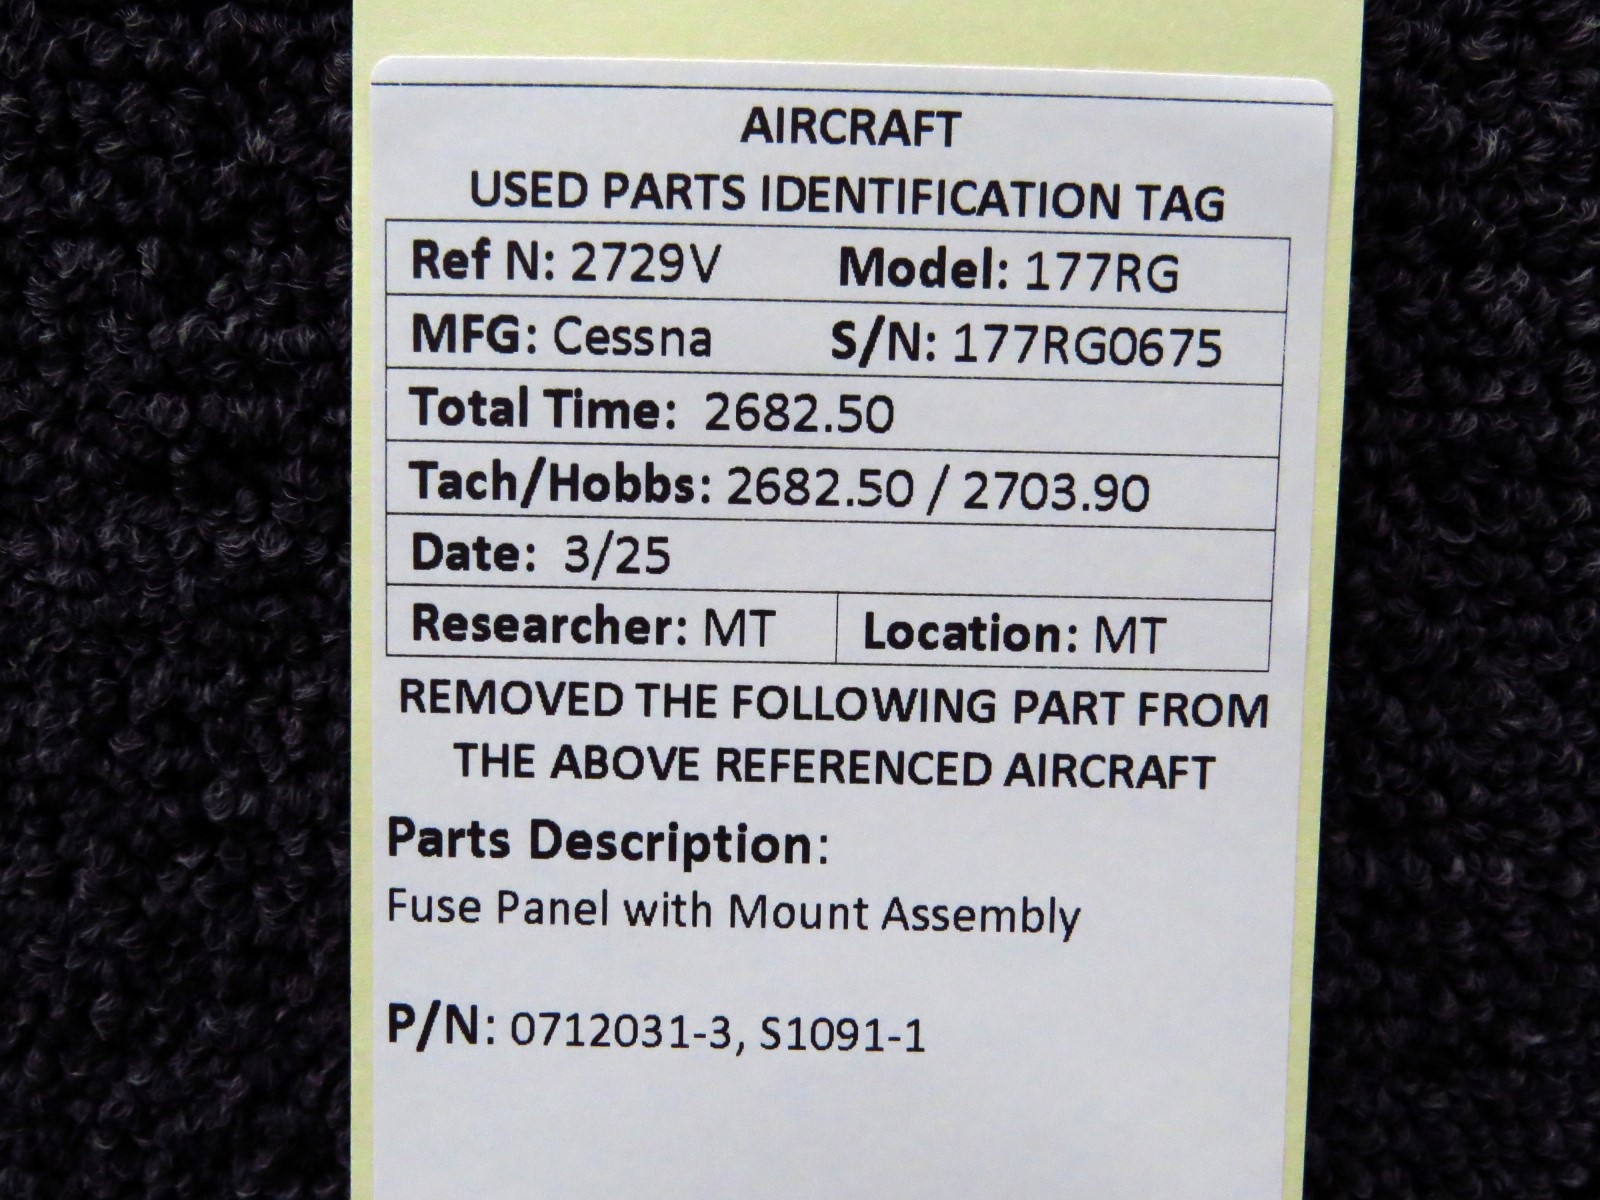 AIRCRAFT
USED PARTS IDENTIFICATION TAG
Ref N: 2729V Model: 177RG
MFG: Cessna S/N: 177RG0675
Total Time: 2682.50
Tach/Hobbs: 2682.50 / 2703.90
Date: 3/25
Researcher: MT Location: MT
REMOVED THE FOLLOWING PART FROM
THE ABOVE REFERENCED AIRCRAFT
Parts Description:
Fuse Panel with Mount Assembly
P/N: 0712031-3, S1091-1